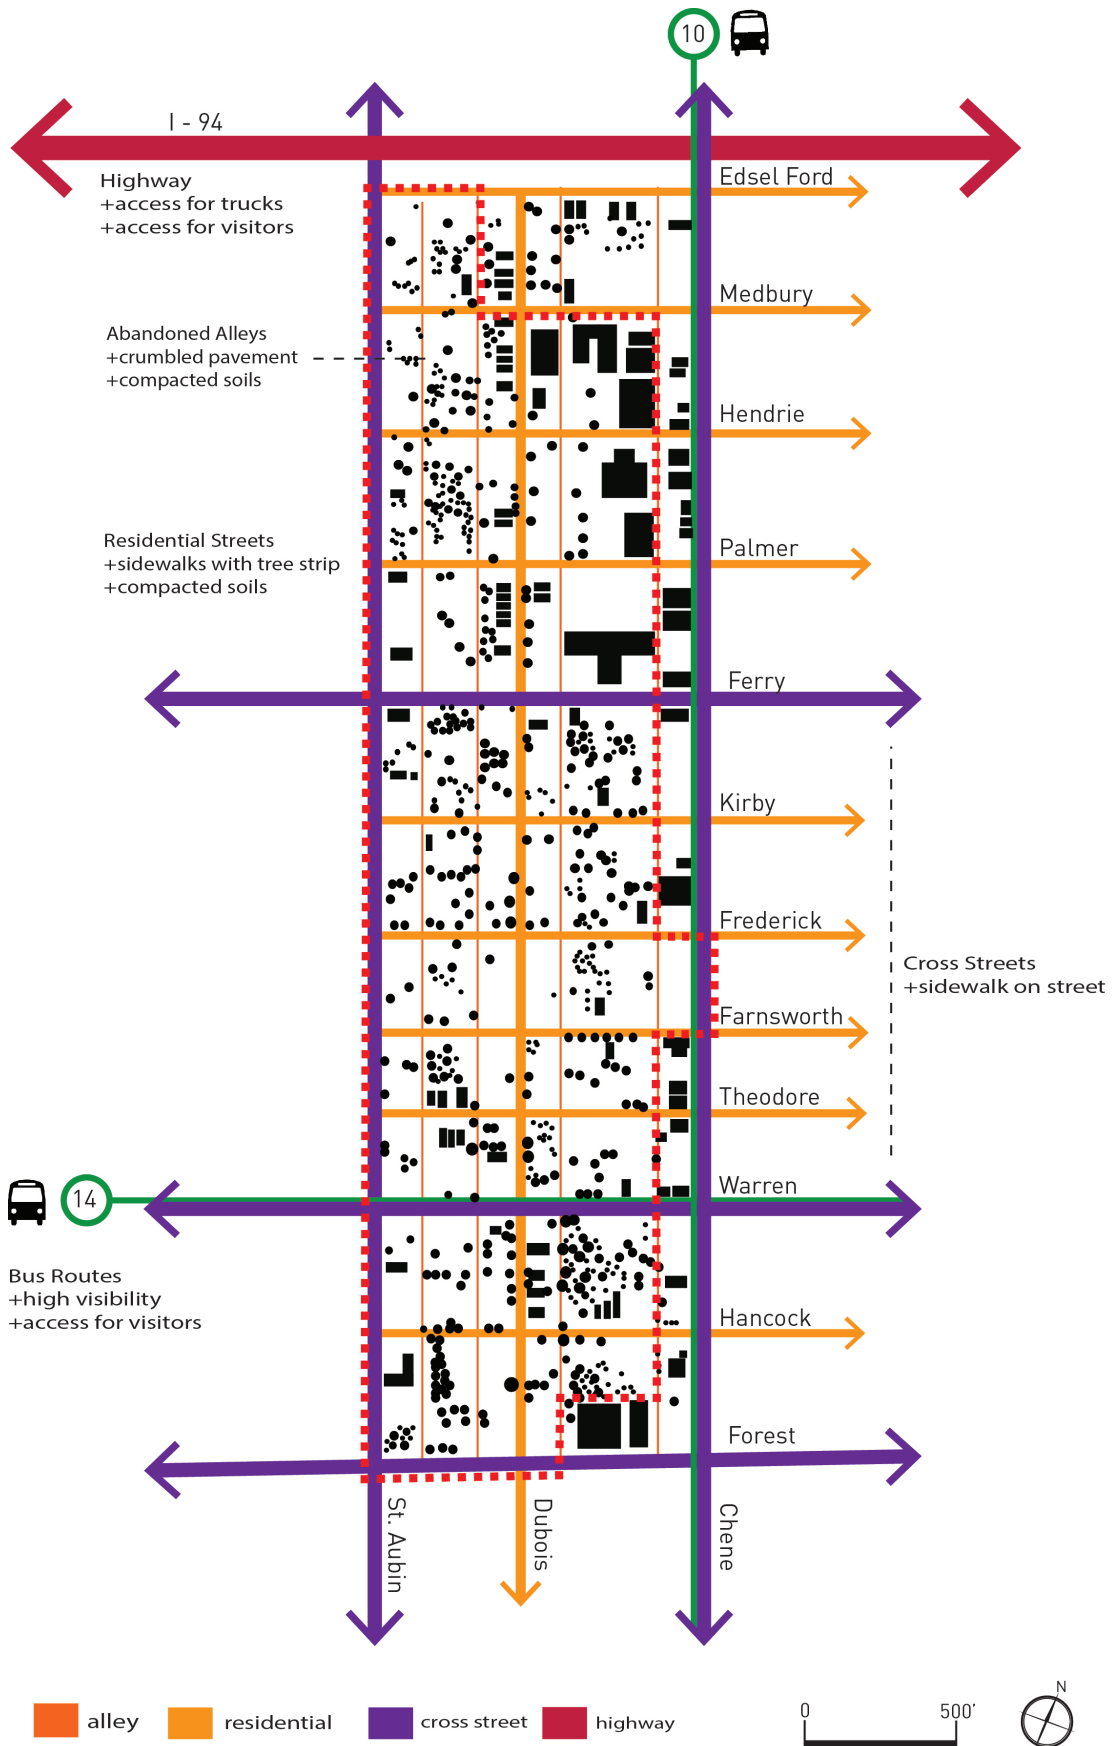 10
I - 94
Highway
+access for trucks
+access for visitors
Edsel Ford
Medbury
Abandoned Alleys
+crumbled pavement
+compacted soils
Hendrie
Residential Streets
+sidewalks with tree strip
+compacted soils
Palmer
Ferry
Kirby
Frederick
Cross Streets
+sidewalk on street
Farnsworth
Theodore
Warren
14
Bus Routes
+high visibility
+access for visitors
Hancock
Forest
St. Aubin
Dubois
Chene
alley
residential
cross street
highway
0
500'
N